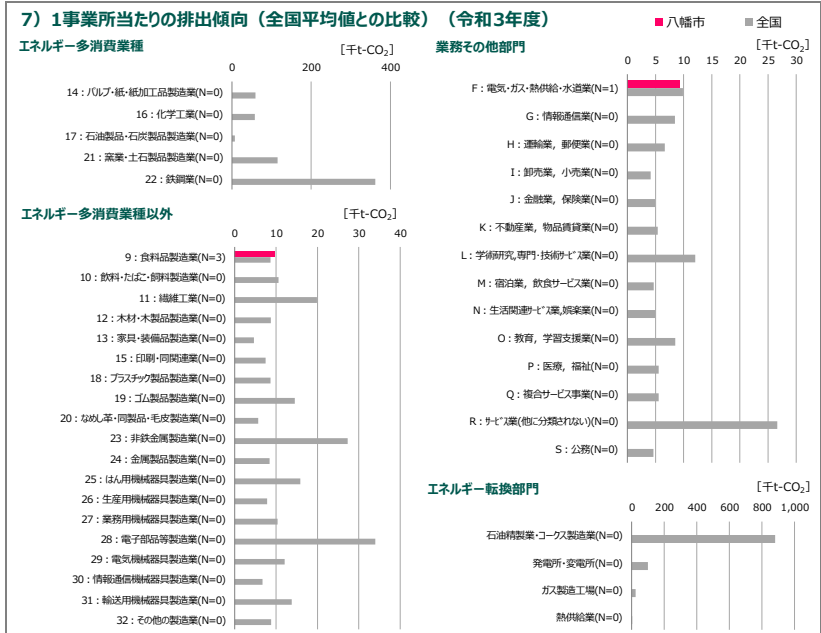 7）1事業所当たりの排出傾向（全国平均値との比較）（令和3年度）
八幡市
全国
エネルギー多消費業種
[千t-CO₂]
0 200 400
14：パルプ・紙・紙加工品製造業(N=0)
16：化学工業(N=0)
17：石油製品・石炭製品製造業(N=0)
21：窯業・土石製品製造業(N=0)
22：鉄鋼業(N=0)
エネルギー多消費業種以外
[千t-CO₂]
0 10 20 30 40
9：食料品製造業(N=3)
10：飲料・たばこ・飼料製造業(N=0)
11：繊維工業(N=0)
12：木材・木製品製造業(N=0)
13：家具・装備品製造業(N=0)
15：印刷・同関連業(N=0)
18：プラスチック製品製造業(N=0)
19：ゴム製品製造業(N=0)
20：なめし革・同製品・毛皮製造業(N=0)
23：非鉄金属製造業(N=0)
24：金属製品製造業(N=0)
25：はん用機械器具製造業(N=0)
26：生産用機械器具製造業(N=0)
27：業務用機械器具製造業(N=0)
28：電子部品等製造業(N=0)
29：電気機械器具製造業(N=0)
30：情報通信機械器具製造業(N=0)
31：輸送用機械器具製造業(N=0)
32：その他の製造業(N=0)
業務その他部門
[千t-CO₂]
0 5 10 15 20 25 30
F：電気・ガス・熱供給・水道業(N=1)
G：情報通信業(N=0)
H：運輸業，郵便業(N=0)
I：卸売業，小売業(N=0)
J：金融業，保険業(N=0)
K：不動産業，物品賃貸業(N=0)
L：学術研究,専門・技術ｻｰﾋﾞｽ業(N=0)
M：宿泊業，飲食サービス業(N=0)
N：生活関連ｻｰﾋﾞｽ業,娯楽業(N=0)
O：教育，学習支援業(N=0)
P：医療，福祉(N=0)
Q：複合サービス事業(N=0)
R：ｻｰﾋﾞｽ業(他に分類されない)(N=0)
S：公務(N=0)
エネルギー転換部門
[千t-CO₂]
0 200 400 600 800 1,000
石油精製業・コークス製造業(N=0)
発電所・変電所(N=0)
ガス製造工場(N=0)
熱供給業(N=0)